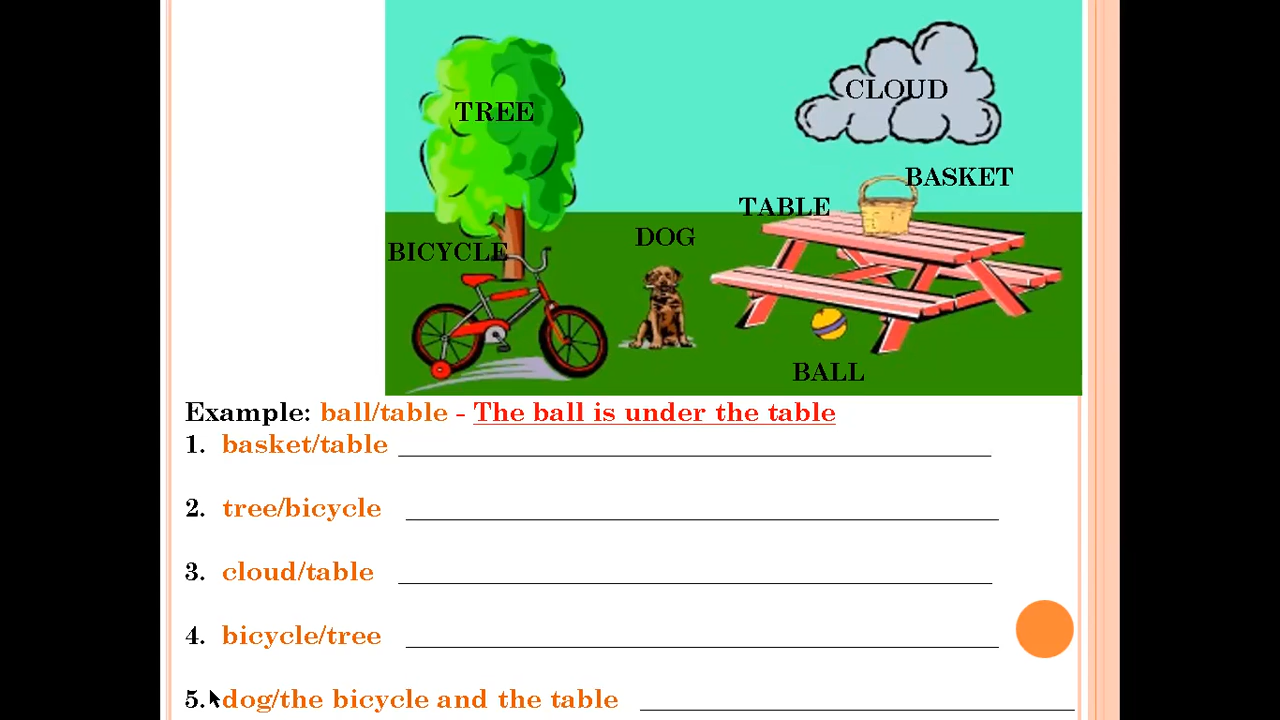 CLOUD
TREE
BASKET
TABLE
DOG
BICYCLE
BALL
Example: ball/table - The ball is under the table
1. basket/table
2. tree/bicycle
3. cloud/table
4. bicycle/tree
5. dog/the bicycle and the table